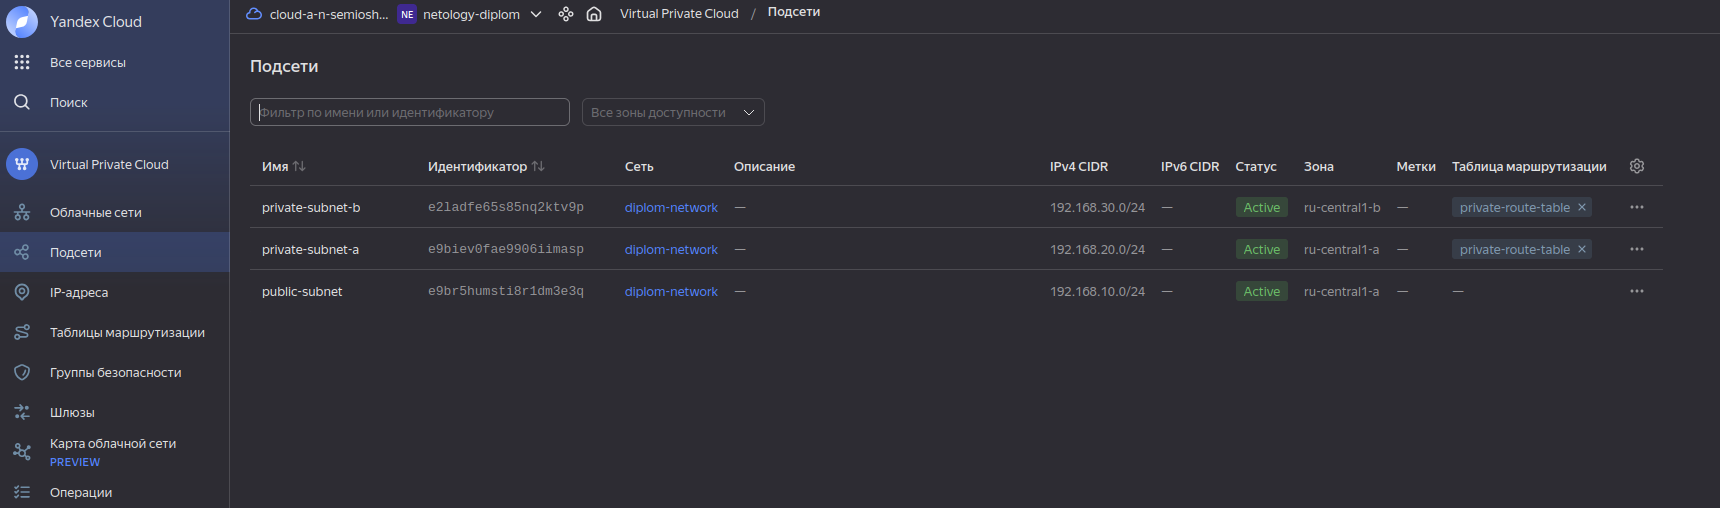 Yandex Cloud
Все сервисы
Поиск
Virtual Private Cloud
Облачные сети
Подсети
IP-адреса
Таблицы маршрутизации
Группы безопасности
Шлюзы
Карта облачной сети
PREVIEW
Операции
cloud-a-n-semiosh... NE netology-diplom Virtual Private Cloud / Подсети
Подсети
Фильтр по имени или идентификатору Все зоны доступности
Имя Идентификатор Сеть Описание IPv4 CIDR IPv6 CIDR Статус Зона Метки Таблица маршрутизации
private-subnet-b e2ladfe65s85nq2ktv9p diplom-network — 192.168.30.0/24 — Active ru-central1-b — private-route-table ×
private-subnet-a e9biev0fae9906iimasp diplom-network — 192.168.20.0/24 — Active ru-central1-a — private-route-table ×
public-subnet e9br5humsti8r1dm3e3q diplom-network — 192.168.10.0/24 — Active ru-central1-a — —